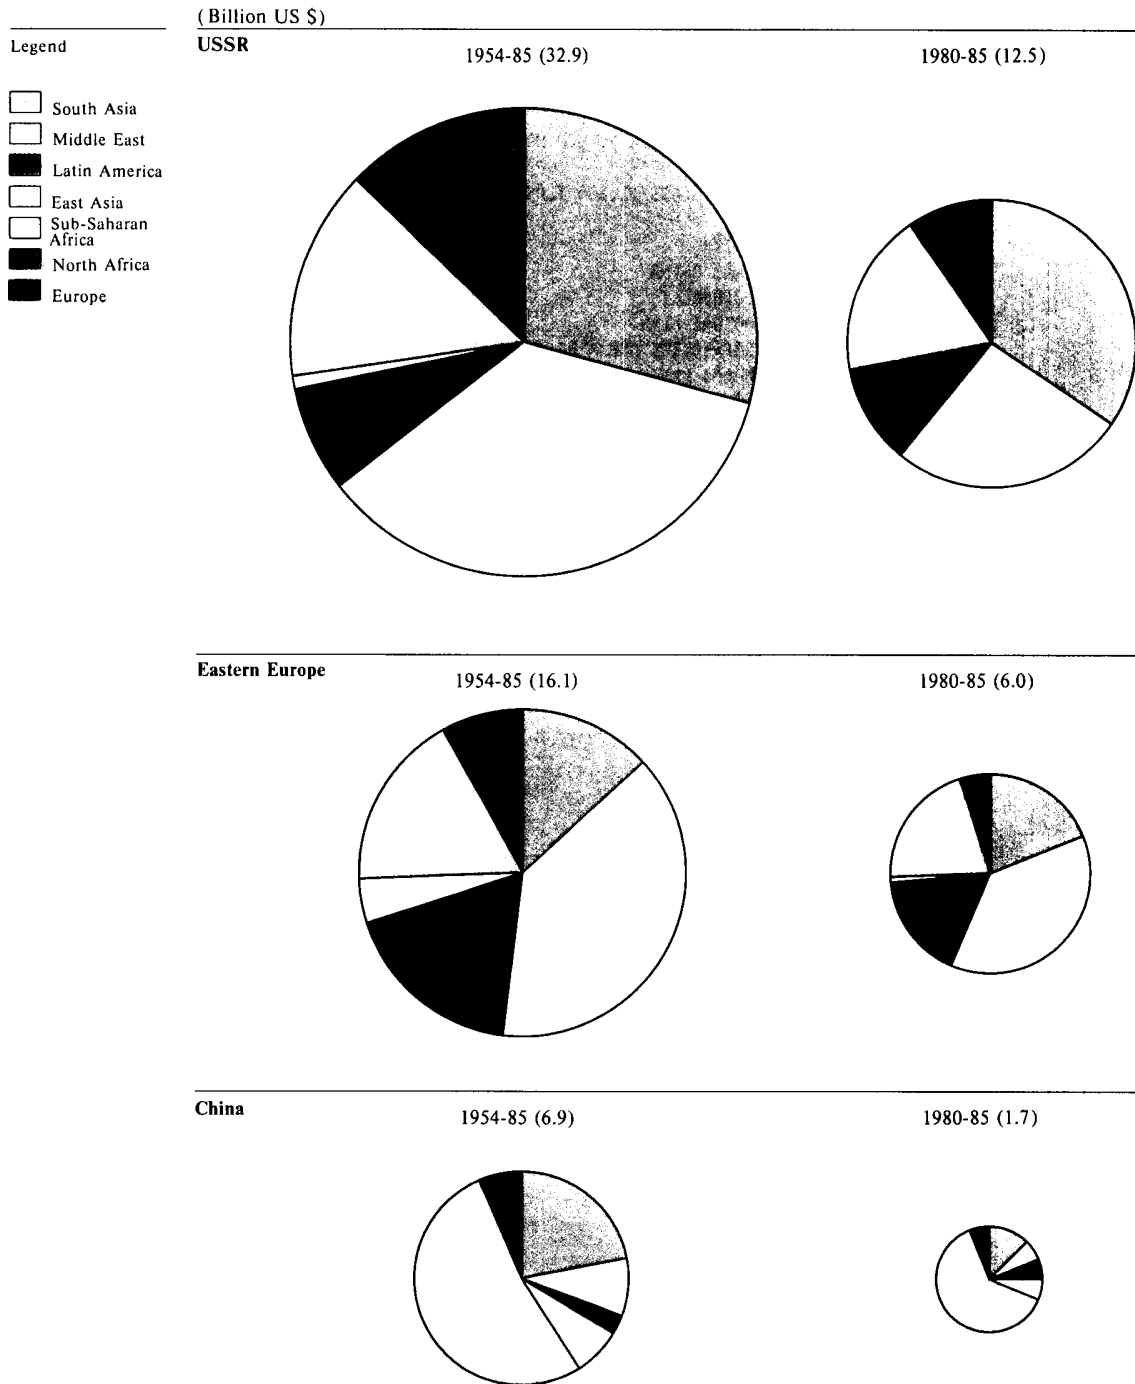 (Billion US $)
Legend
South Asia
Middle East
Latin America
East Asia
Sub-Saharan
Africa
North Africa
Europe
USSR
1954-85 (32.9)
1980-85 (12.5)
Eastern Europe
1954-85 (16.1)
1980-85 (6.0)
China
1954-85 (6.9)
1980-85 (1.7)